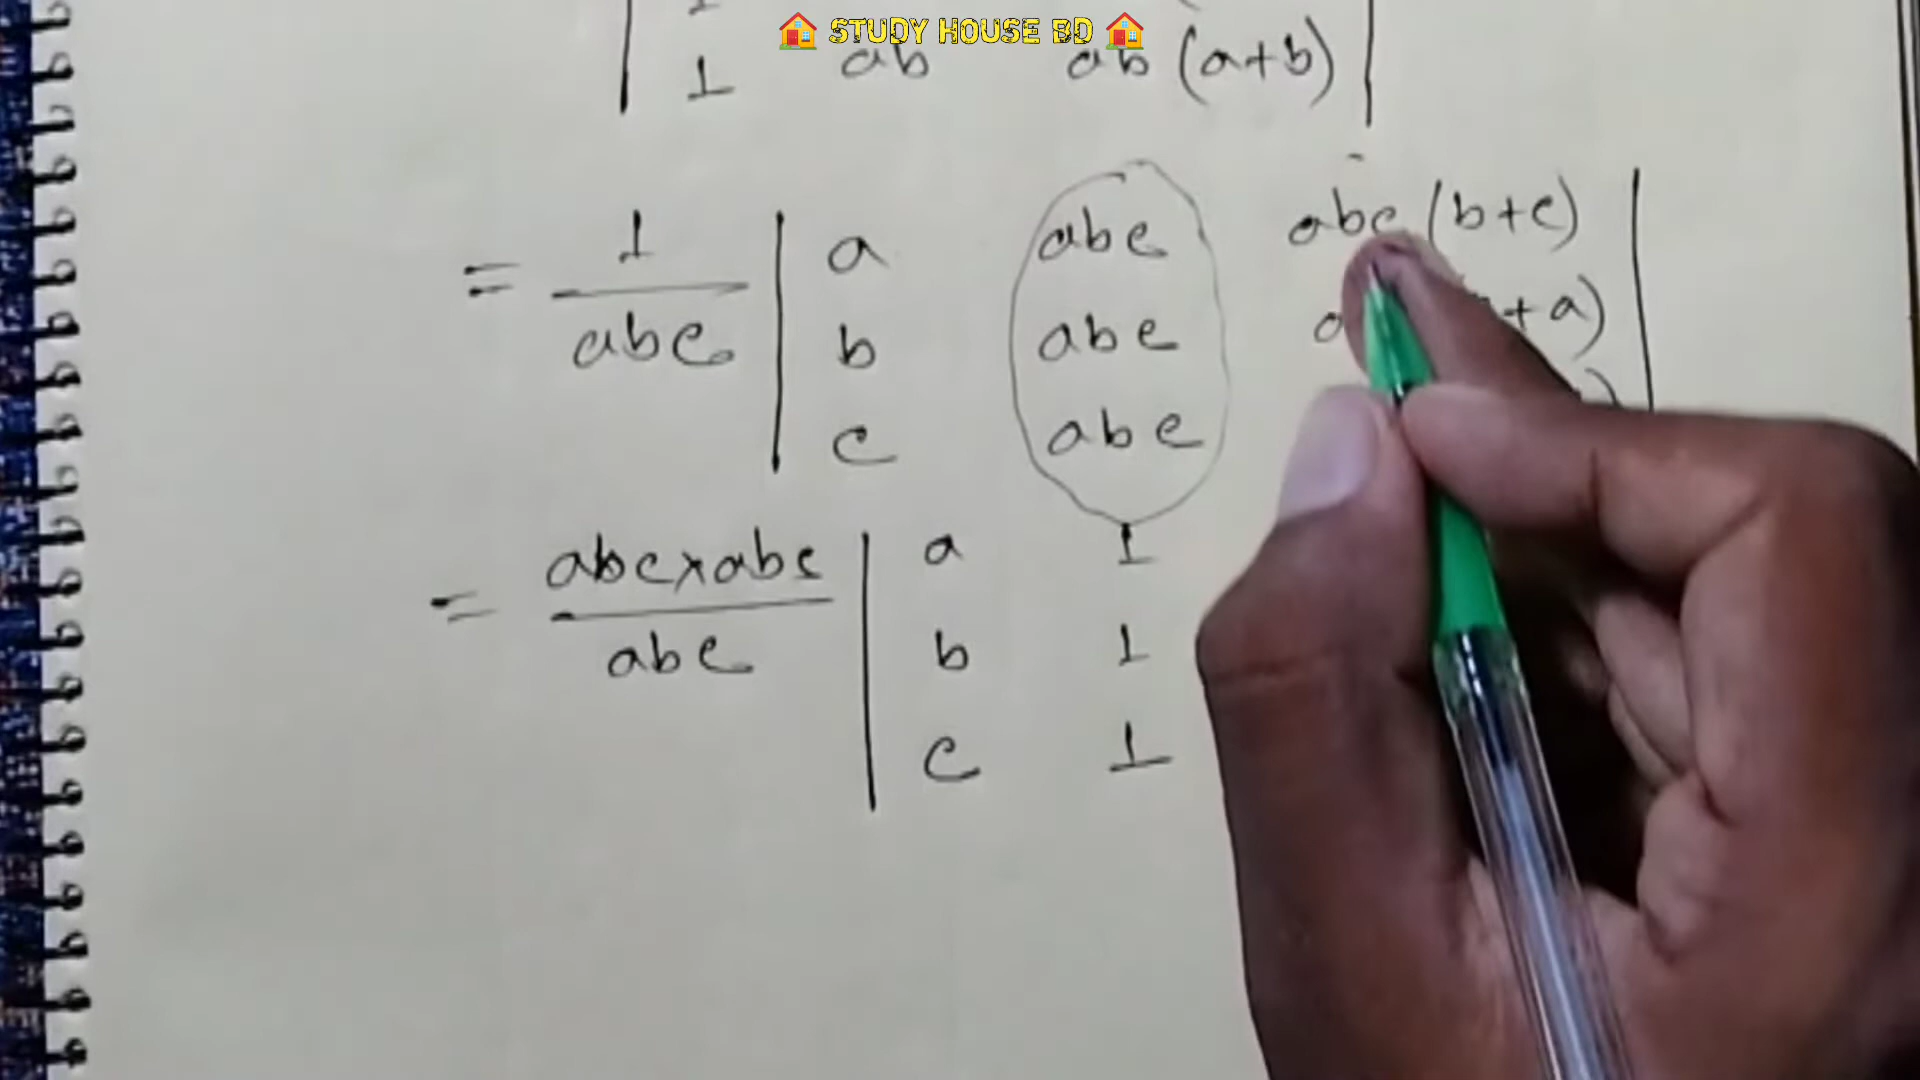 🏠 STUDY HOUSE BD 🏠
1 ab ab (a+b)
= 1/abc | a abc abc (b+c) |
b abc + a)
c abc )
= abc×abc/abc | a 1
b 1
c 1